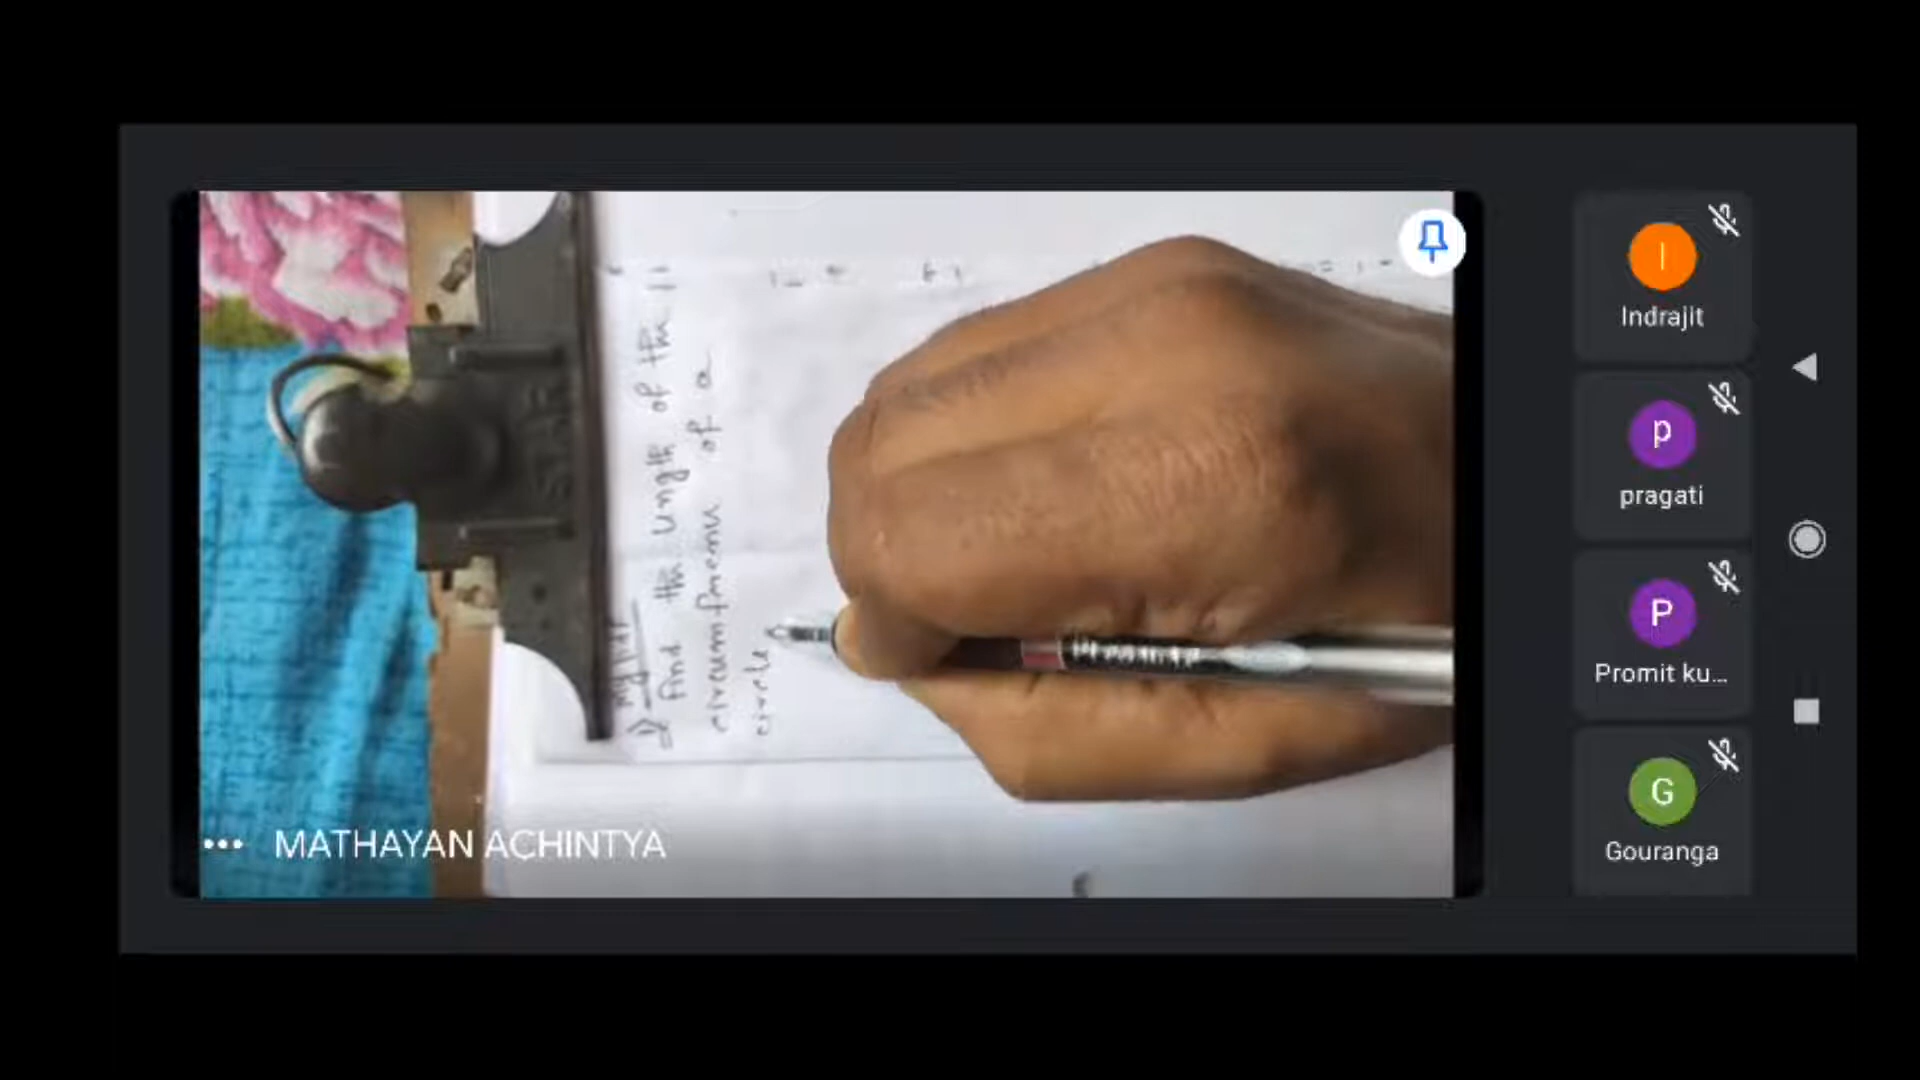 find the length of the
circumference of a
circle
MATHAYAN ACHINTYA
I
Indrajit
p
pragati
P
Promit ku...
G
Gouranga